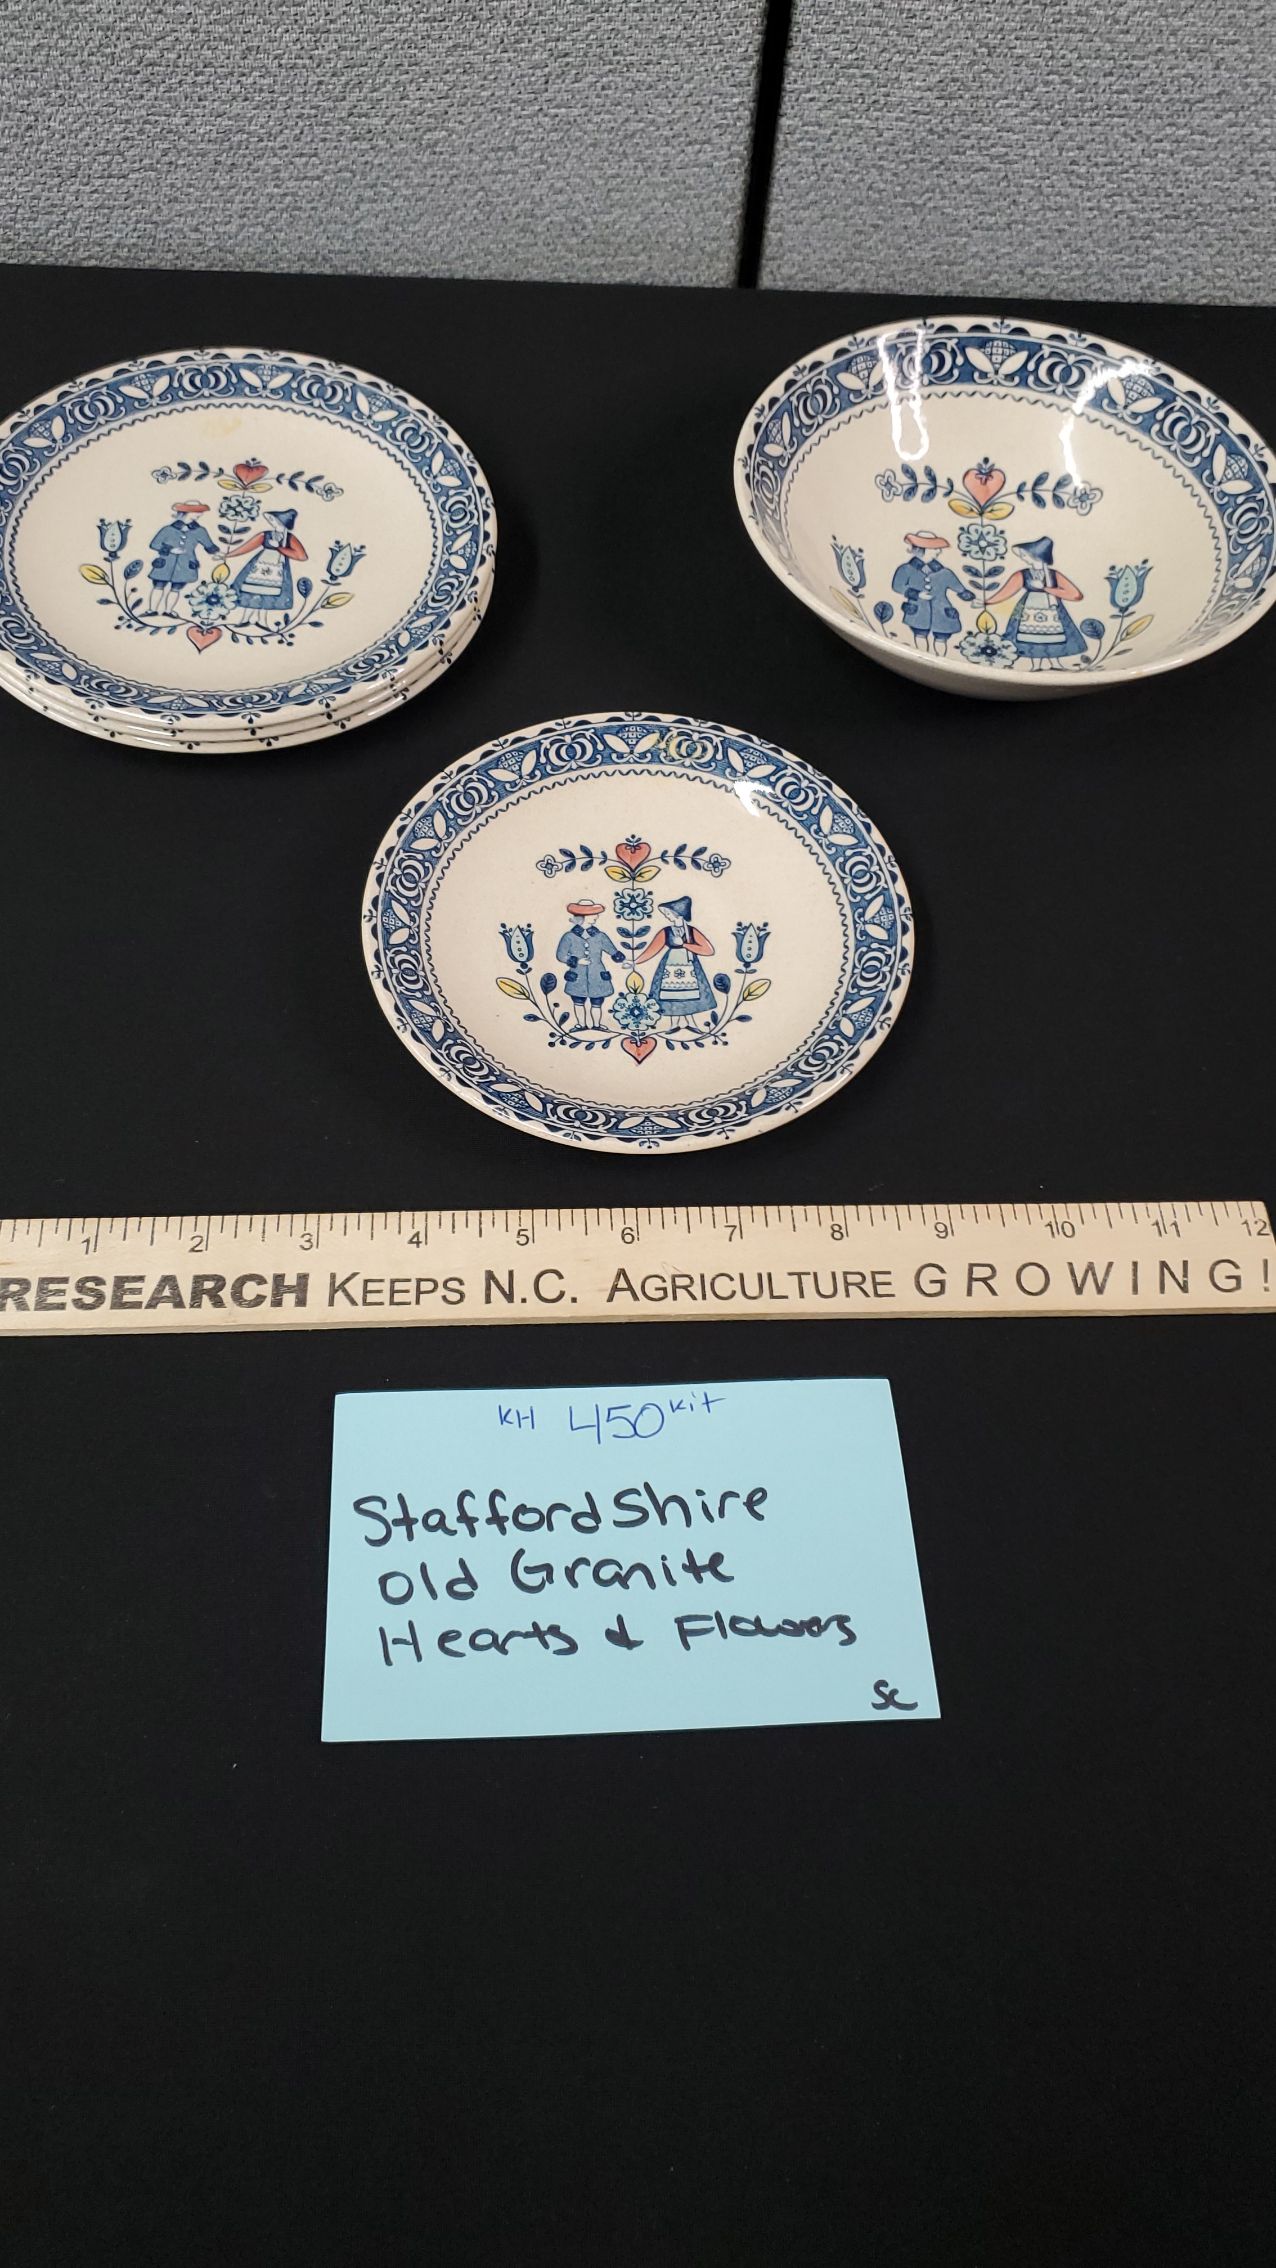 1 2 3 4 5 6 7 8 9 10 11 12
RESEARCH KEEPS N.C. AGRICULTURE GROWING!
KH 450 Kit
StaffordShire
old Granite
Hearts & Flowers
SC